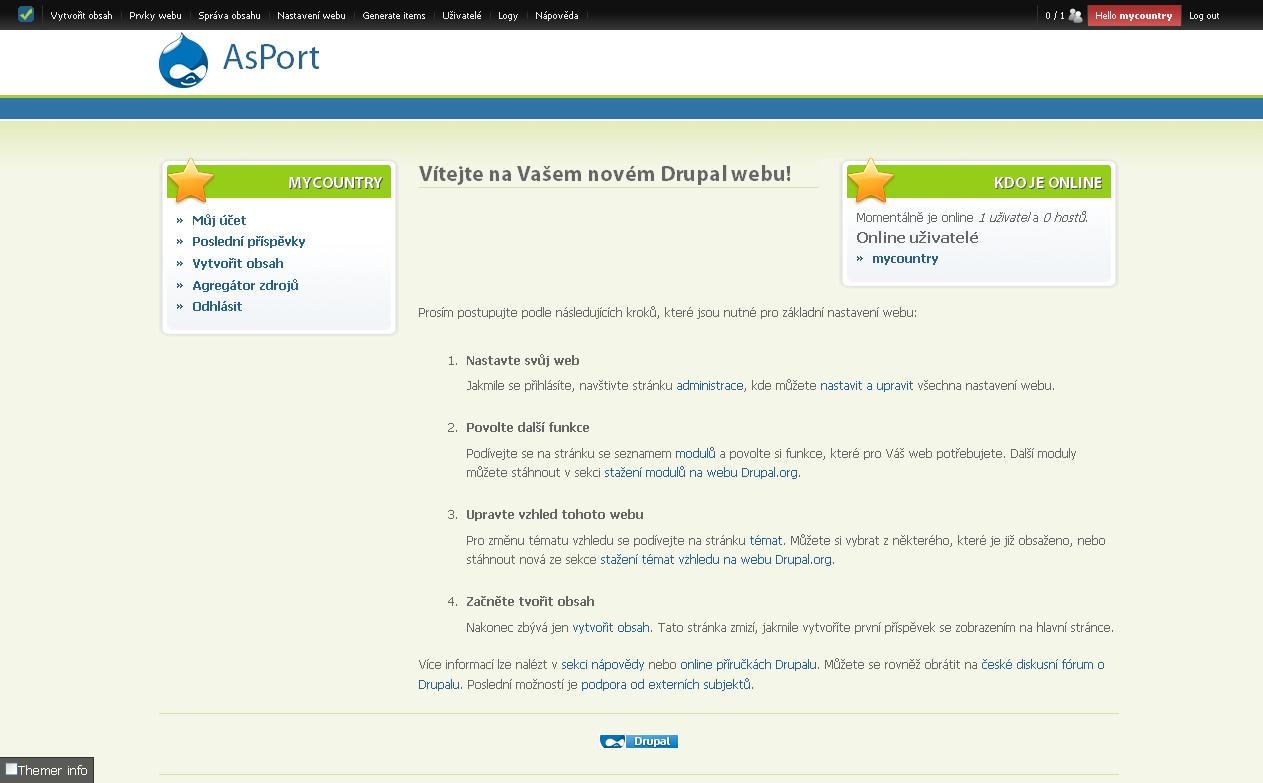 Vytvořit obsah Prvky webu Správa obsahu Nastavení webu Generate items Uživatelé Logy Nápověda 0 / 1 Hello mycountry Log out
AsPort
MYCOUNTRY
» Můj účet
» Poslední příspěvky
» Vytvořit obsah
» Agregátor zdrojů
» Odhlásit
Vítejte na Vašem novém Drupal webu!
KDO JE ONLINE
Momentálně je online 1 uživatel a 0 hostů.
Online uživatelé
» mycountry
Prosím postupujte podle následujících kroků, které jsou nutné pro základní nastavení webu:
1. Nastavte svůj web
Jakmile se přihlásíte, navštivte stránku administrace, kde můžete nastavit a upravit všechna nastavení webu.
2. Povolte další funkce
Podívejte se na stránku se seznamem modulů a povolte si funkce, které pro Váš web potřebujete. Další moduly
můžete stáhnout v sekci stažení modulů na webu Drupal.org.
3. Upravte vzhled tohoto webu
Pro změnu tématu vzhledu se podívejte na stránku témat. Můžete si vybrat z některého, které je již obsaženo, nebo
stáhnout nová ze sekce stažení témat vzhledu na webu Drupal.org.
4. Začněte tvořit obsah
Nakonec zbývá jen vytvořit obsah. Tato stránka zmizí, jakmile vytvoříte první příspěvek se zobrazením na hlavní stránce.
Více informací lze nalézt v sekci nápovědy nebo online příručkách Drupalu. Můžete se rovněž obrátit na české diskusní fórum o
Drupalu. Poslední možností je podpora od externích subjektů.
Drupal
Themer info